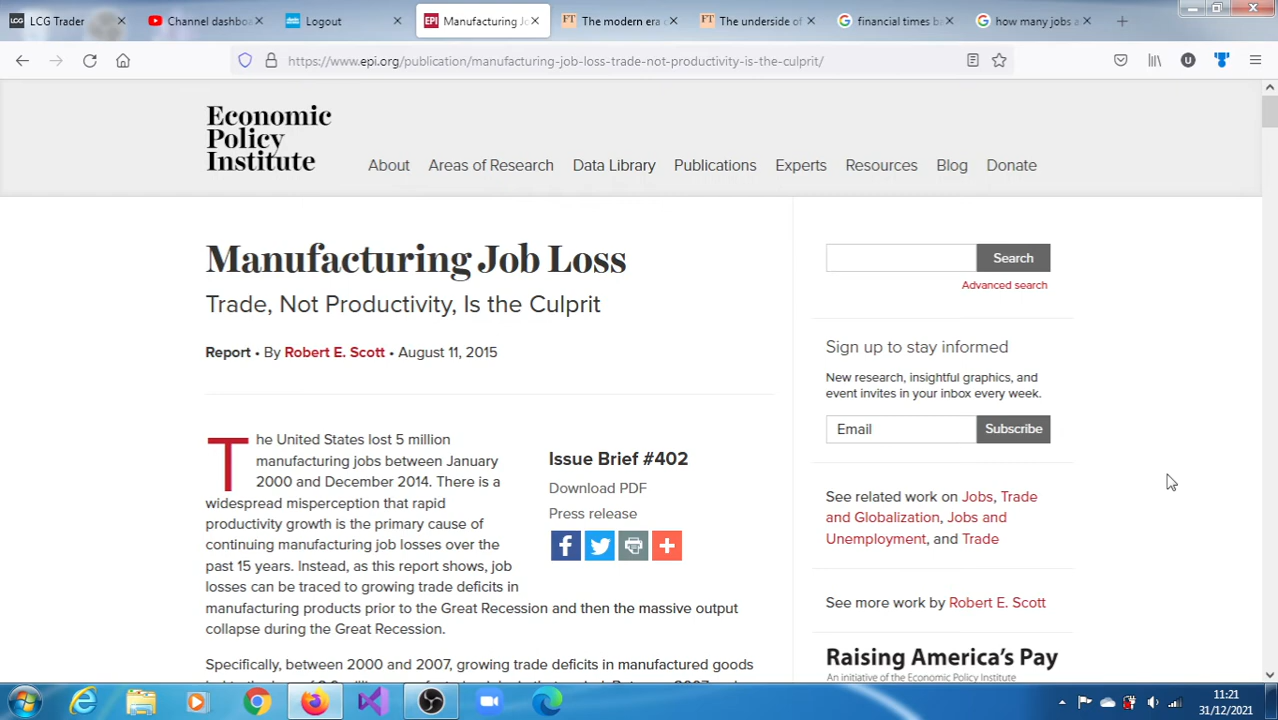 LCG Trader
Channel dashboa
Logout
EPI Manufacturing Jo
FT The modern era o
FT The underside of
financial times be
how many jobs a
https://www.epi.org/publication/manufacturing-job-loss-trade-not-productivity-is-the-culprit/
Economic
Policy
Institute
About Areas of Research Data Library Publications Experts Resources Blog Donate
Manufacturing Job Loss
Trade, Not Productivity, Is the Culprit
Report • By Robert E. Scott • August 11, 2015
The United States lost 5 million
manufacturing jobs between January
2000 and December 2014. There is a
widespread misperception that rapid
productivity growth is the primary cause of
continuing manufacturing job losses over the
past 15 years. Instead, as this report shows, job
losses can be traced to growing trade deficits in
manufacturing products prior to the Great Recession and then the massive output
collapse during the Great Recession.
Specifically, between 2000 and 2007, growing trade deficits in manufactured goods
Issue Brief #402
Download PDF
Press release
Search
Advanced search
Sign up to stay informed
New research, insightful graphics, and
event invites in your inbox every week.
Email Subscribe
See related work on Jobs, Trade
and Globalization, Jobs and
Unemployment, and Trade
See more work by Robert E. Scott
Raising America's Pay
An initiative of the Economic Policy Institute
11:21
31/12/2021